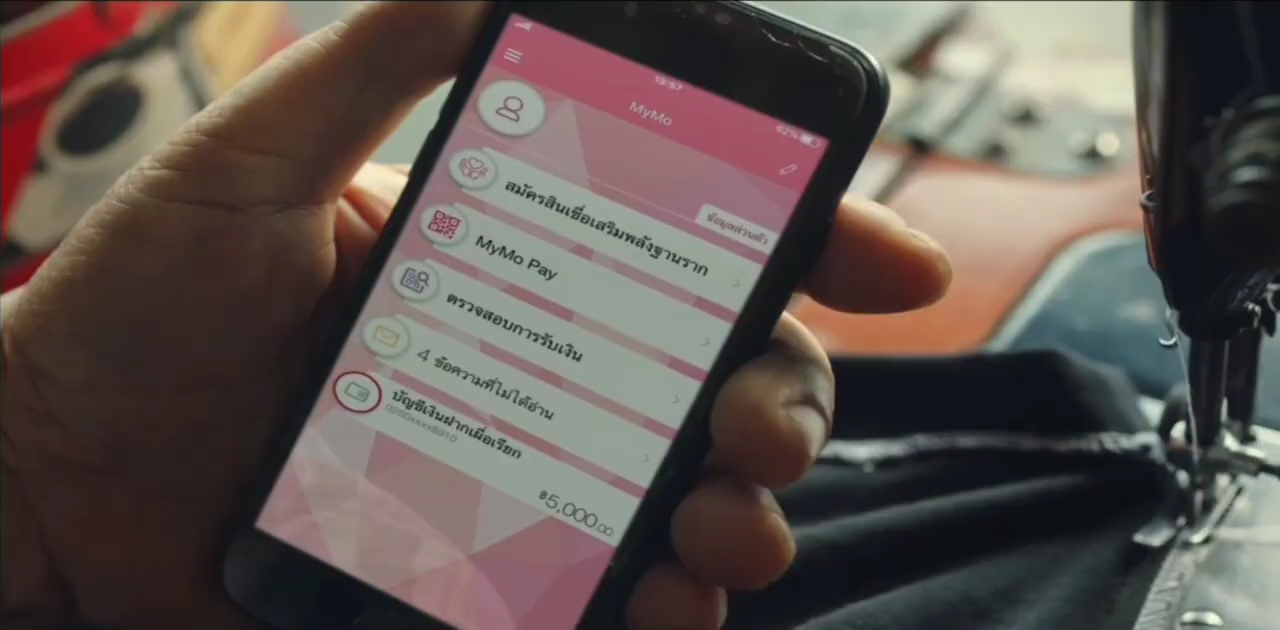 13:57
62%
MyMo
ข้อมูลส่วนตัว
สมัครสินเชื่อเสริมพลังฐานราก
MyMo Pay
ตรวจสอบการรับเงิน
4 ข้อความที่ไม่ได้อ่าน
บัญชีเงินฝากเผื่อเรียก
0200xxxx6910
฿5,000.00